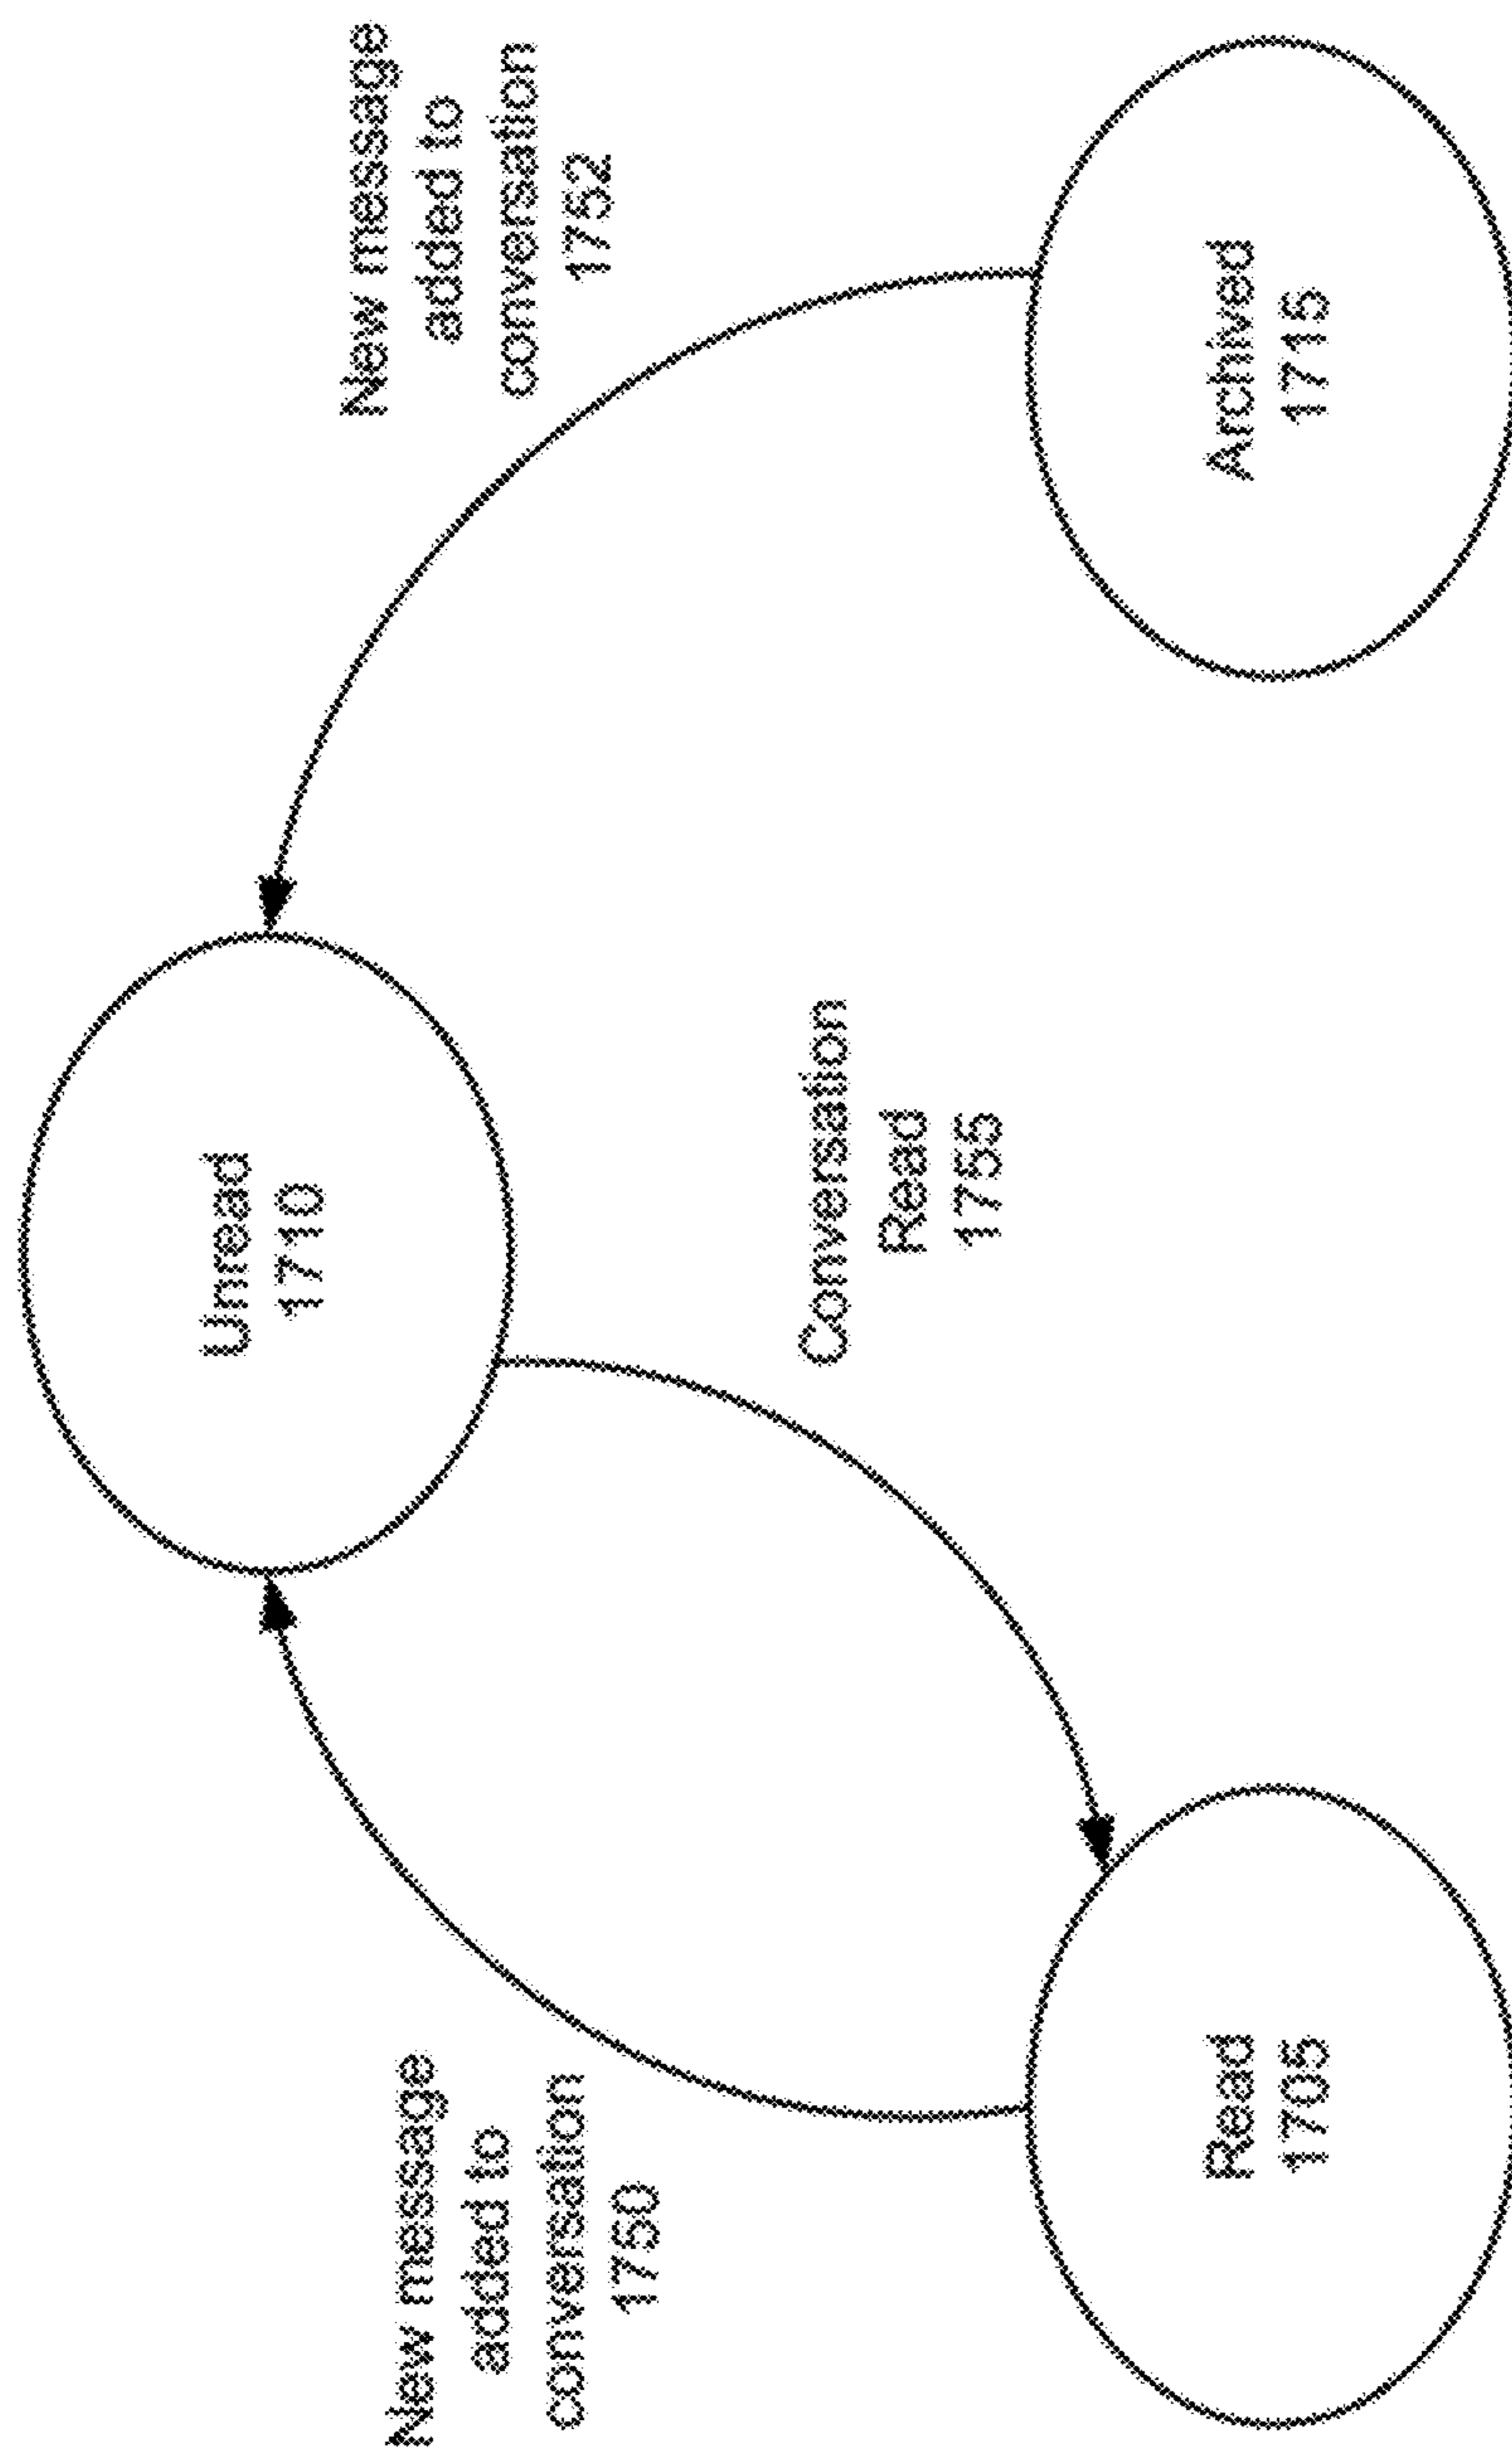 New message
added to
conversation
1750
Unread
1710
New message
added to
conversation
1752
Conversation
Read
1755
Read
1705
Archived
1715